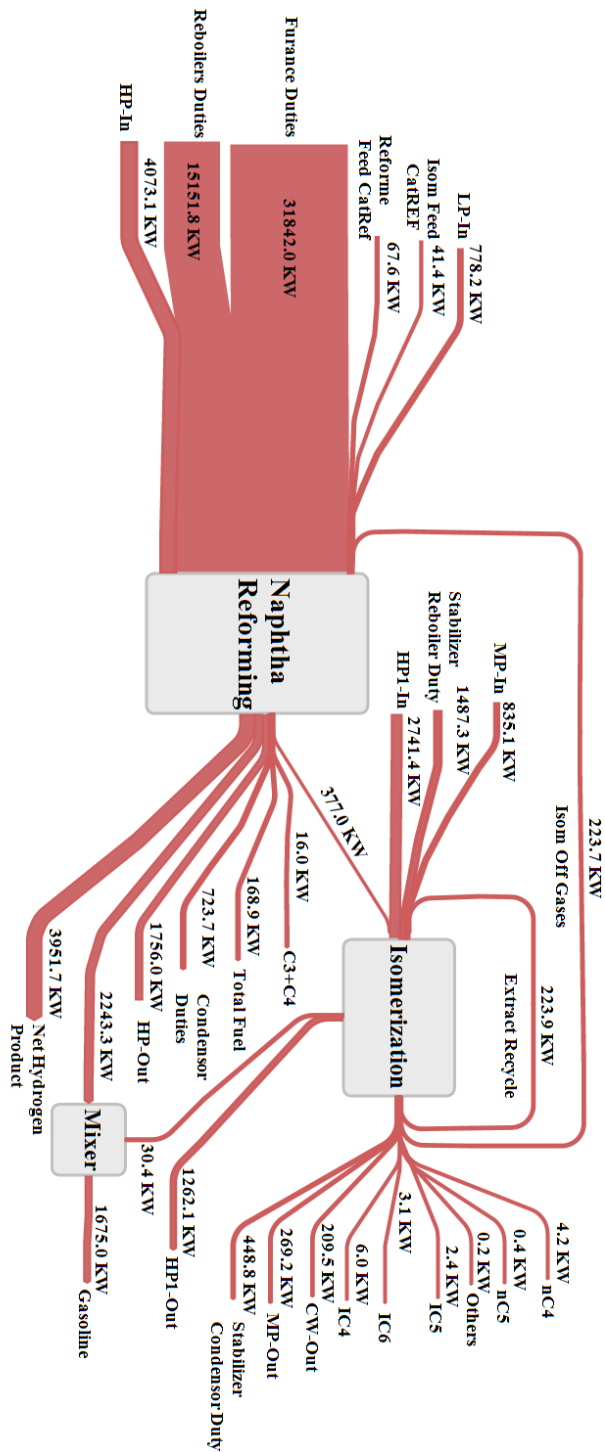 223.7 KW
Isom Off Gases
LP-In
778.2 KW
Isom Feed
CatREF
41.4 KW
Reforme
Feed CatRef
67.6 KW
Furance Duties
31842.0 KW
Reboilers Duties
15151.8 KW
HP-In
4073.1 KW
Naphtha
Reforming
MP-In
835.1 KW
Stabilizer
Reboiler Duty
1487.3 KW
HP1-In
2741.4 KW
377.0 KW
223.9 KW
Extract Recycle
Isomerization
16.0 KW
C3+C4
168.9 KW
Total Fuel
723.7 KW
Condensor
Duties
1756.0 KW
HP-Out
2243.3 KW
3951.7 KW
Net Hydrogen
Product
Mixer
30.4 KW
1262.1 KW
HP1-Out
1675.0 KW
Gasoline
4.2 KW
nC4
0.4 KW
nC5
0.2 KW
Others
2.4 KW
IC5
3.1 KW
IC6
6.0 KW
IC4
209.5 KW
CW-Out
269.2 KW
MP-Out
448.8 KW
Stabilizer
Condensor Duty